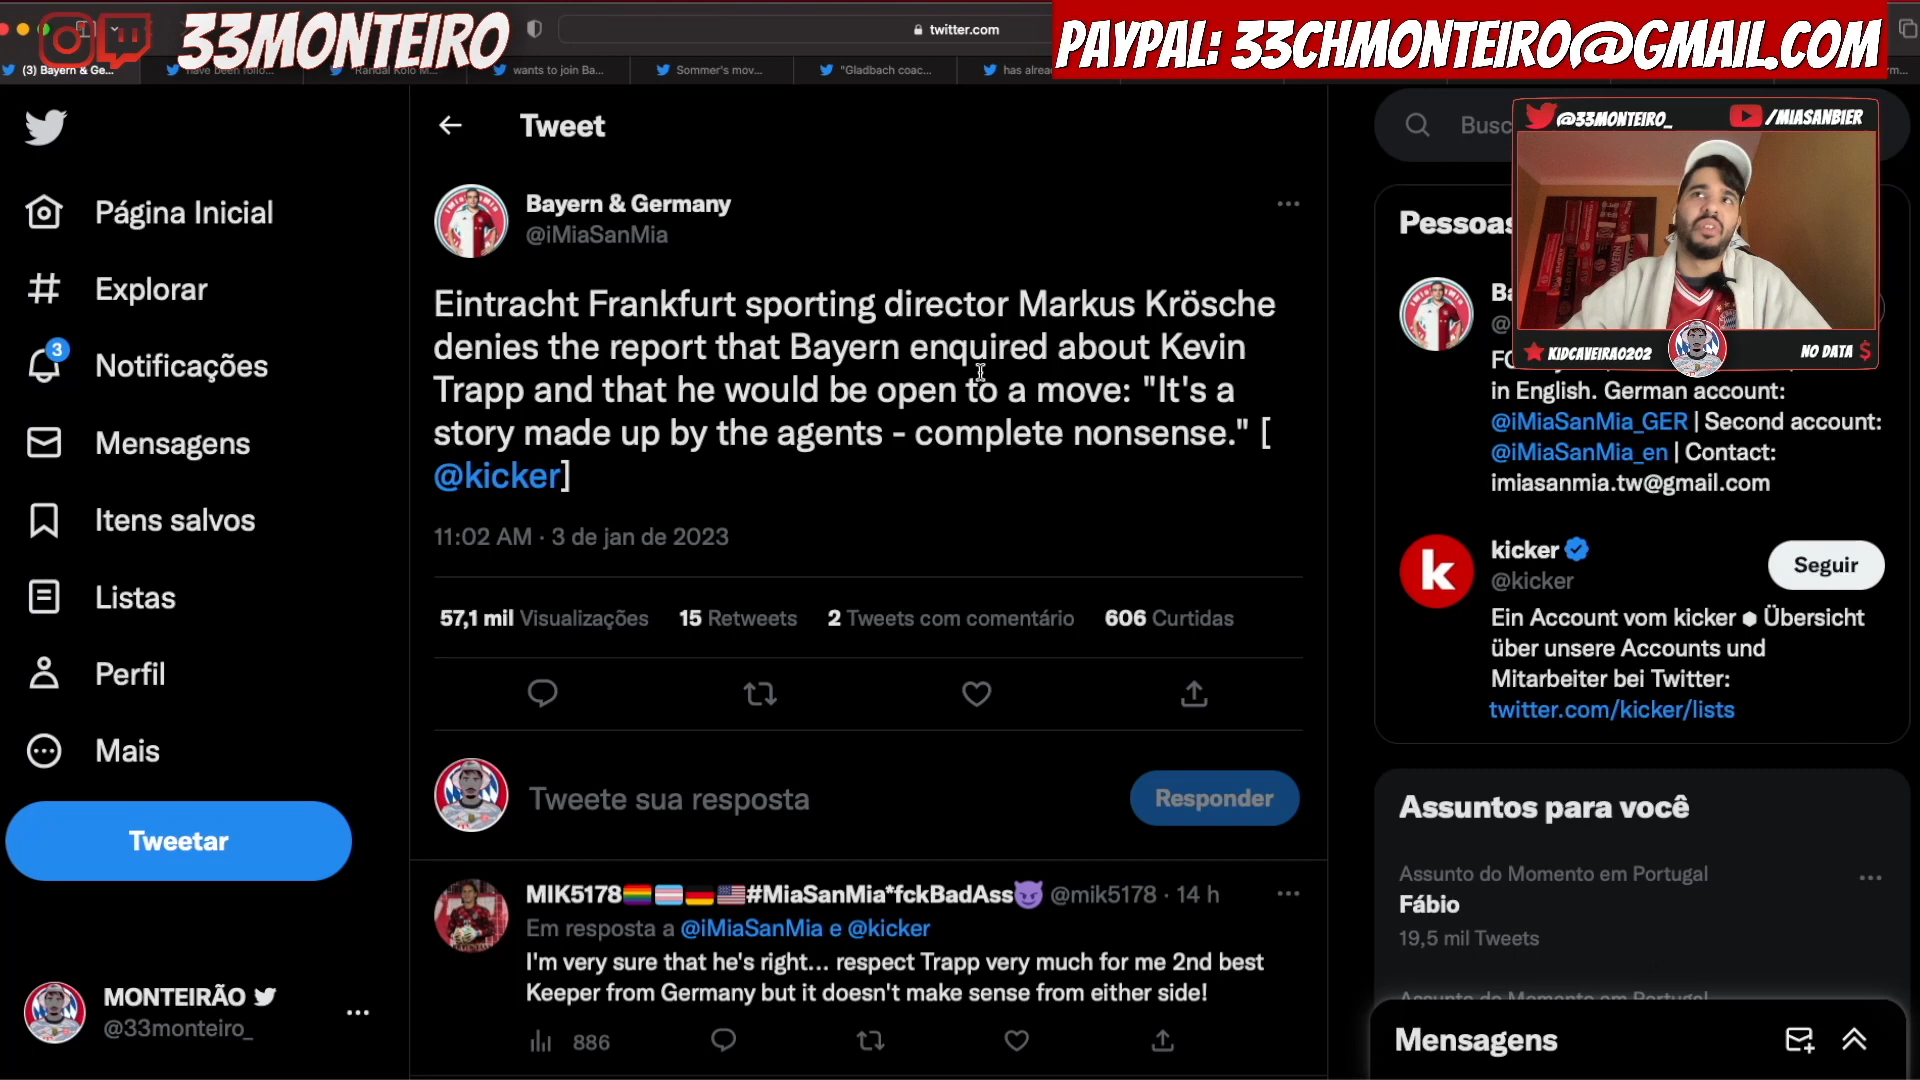 33MONTEIRO
twitter.com
PAYPAL: 33CHMONTEIRO@GMAIL.COM
(3) Bayern & Ge...
have been follo...
"Randal Kolo M...
wants to join Ba...
Sommer's mov...
"Gladbach coac...
has alrea
Tweet
Busc
@33MONTEIRO_
/MIASANBIER
Página Inicial
Explorar
3
Notificações
Mensagens
Itens salvos
Listas
Perfil
Mais
Tweetar
MONTEIRÃO
@33monteiro_
Bayern & Germany
@iMiaSanMia
Eintracht Frankfurt sporting director Markus Krösche
denies the report that Bayern enquired about Kevin
Trapp and that he would be open to a move: "It's a
story made up by the agents - complete nonsense." [
@kicker]
11:02 AM · 3 de jan de 2023
57,1 mil Visualizações 15 Retweets 2 Tweets com comentário 606 Curtidas
Tweete sua resposta
Responder
MIK5178🏳️‍🌈🏳️‍⚧️🇩🇪🇺🇸#MiaSanMia*fckBadAss😈 @mik5178 · 14 h
Em resposta a @iMiaSanMia e @kicker
I'm very sure that he's right... respect Trapp very much for me 2nd best
Keeper from Germany but it doesn't make sense from either side!
886
Pessoas
KIDCAVEIRAO202
NO DATA $
in English. German account:
@iMiaSanMia_GER | Second account:
@iMiaSanMia_en | Contact:
imiasanmia.tw@gmail.com
kicker
@kicker
Seguir
Ein Account vom kicker ⬢ Übersicht
über unsere Accounts und
Mitarbeiter bei Twitter:
twitter.com/kicker/lists
Assuntos para você
Assunto do Momento em Portugal
Fábio
19,5 mil Tweets
Assunto do Momento em Portugal
Mensagens